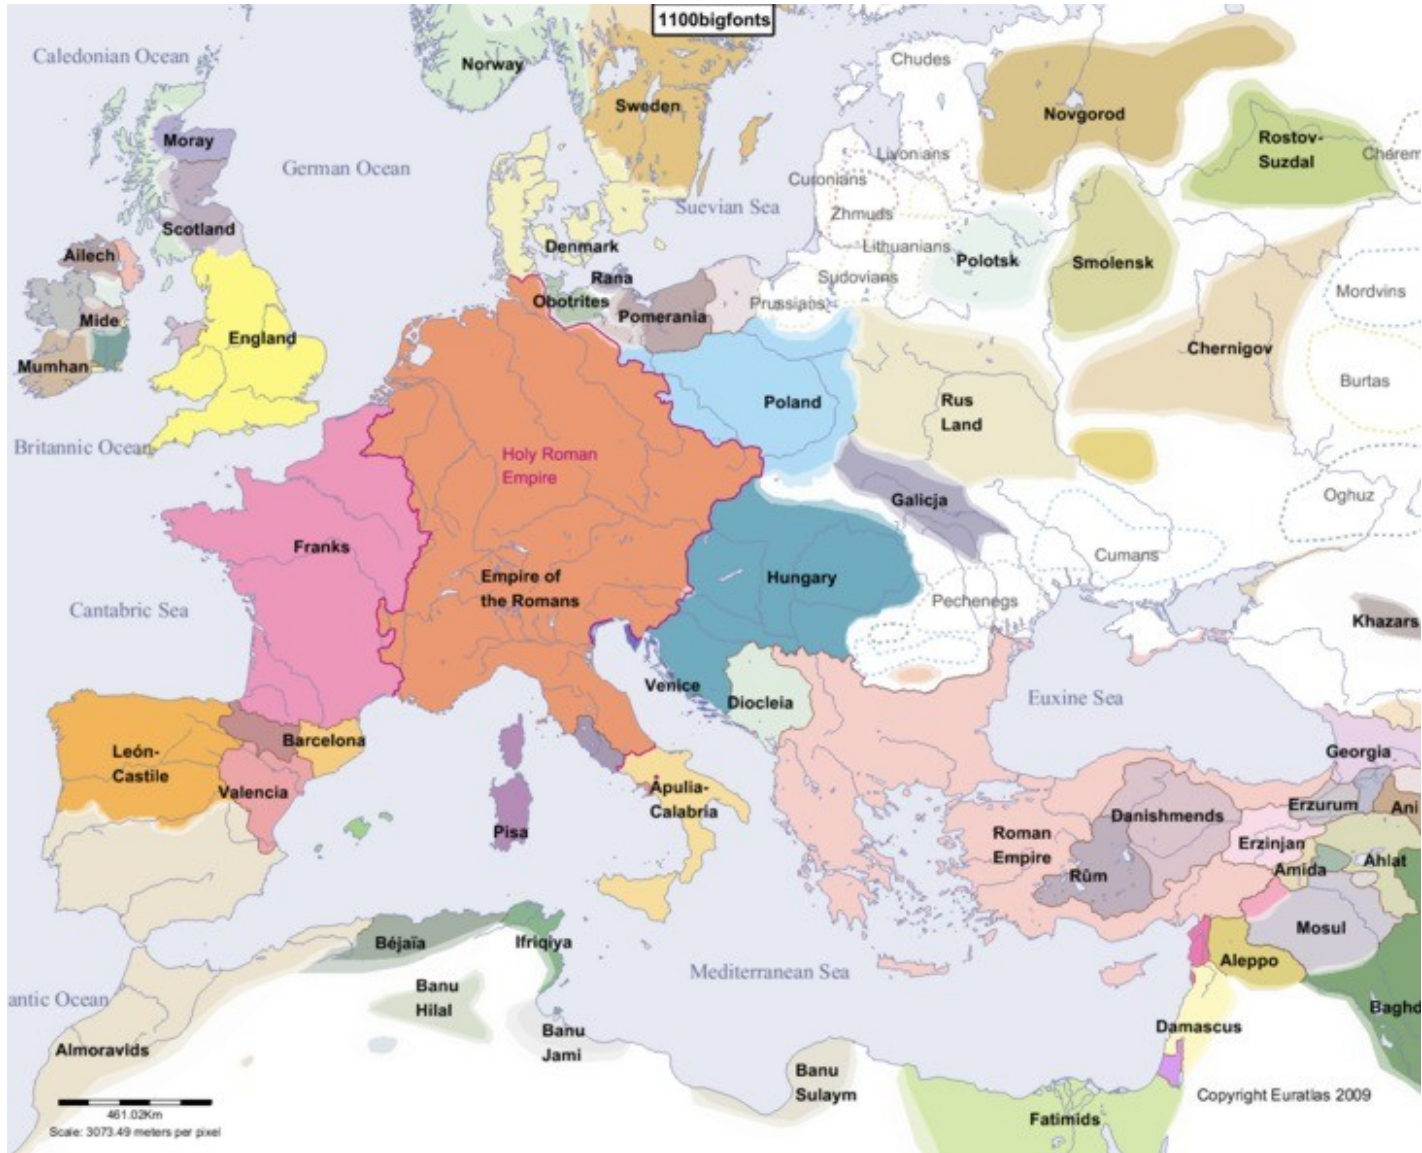 1100bigfonts
Caledonian Ocean
Norway
Chudes
Sweden
Novgorod
Moray
Rostov-
Suzdal
Cherem
German Ocean
Livonians
Curonians
Suevian Sea
Zhmuds
Scotland
Denmark
Lithuanians
Ailech
Polotsk
Smolensk
Rana
Sudovians
Mordvins
Obotrites
Prussians
Mide
Pomerania
England
Chernigov
Mumhan
Burtas
Poland
Rus
Land
Britannic Ocean
Holy Roman
Empire
Galicja
Oghuz
Franks
Cumans
Empire of
the Romans
Hungary
Pechenegs
Cantabric Sea
Khazars
Venice
Diocleia
Euxine Sea
Barcelona
León-
Castile
Georgia
Valencia
Apulia-
Calabria
Erzurum
Ani
Danishmends
Pisa
Roman
Empire
Erzinjan
Ahlat
Amida
Rûm
Mosul
Béjaïa
Ifriqiya
Aleppo
Mediterranean Sea
Banu
Hilal
antic Ocean
Baghd
Banu
Jami
Damascus
Almoravids
Banu
Sulaym
Copyright Euratlas 2009
Fatimids
461.02Km
Scale: 3073.49 meters per pixel